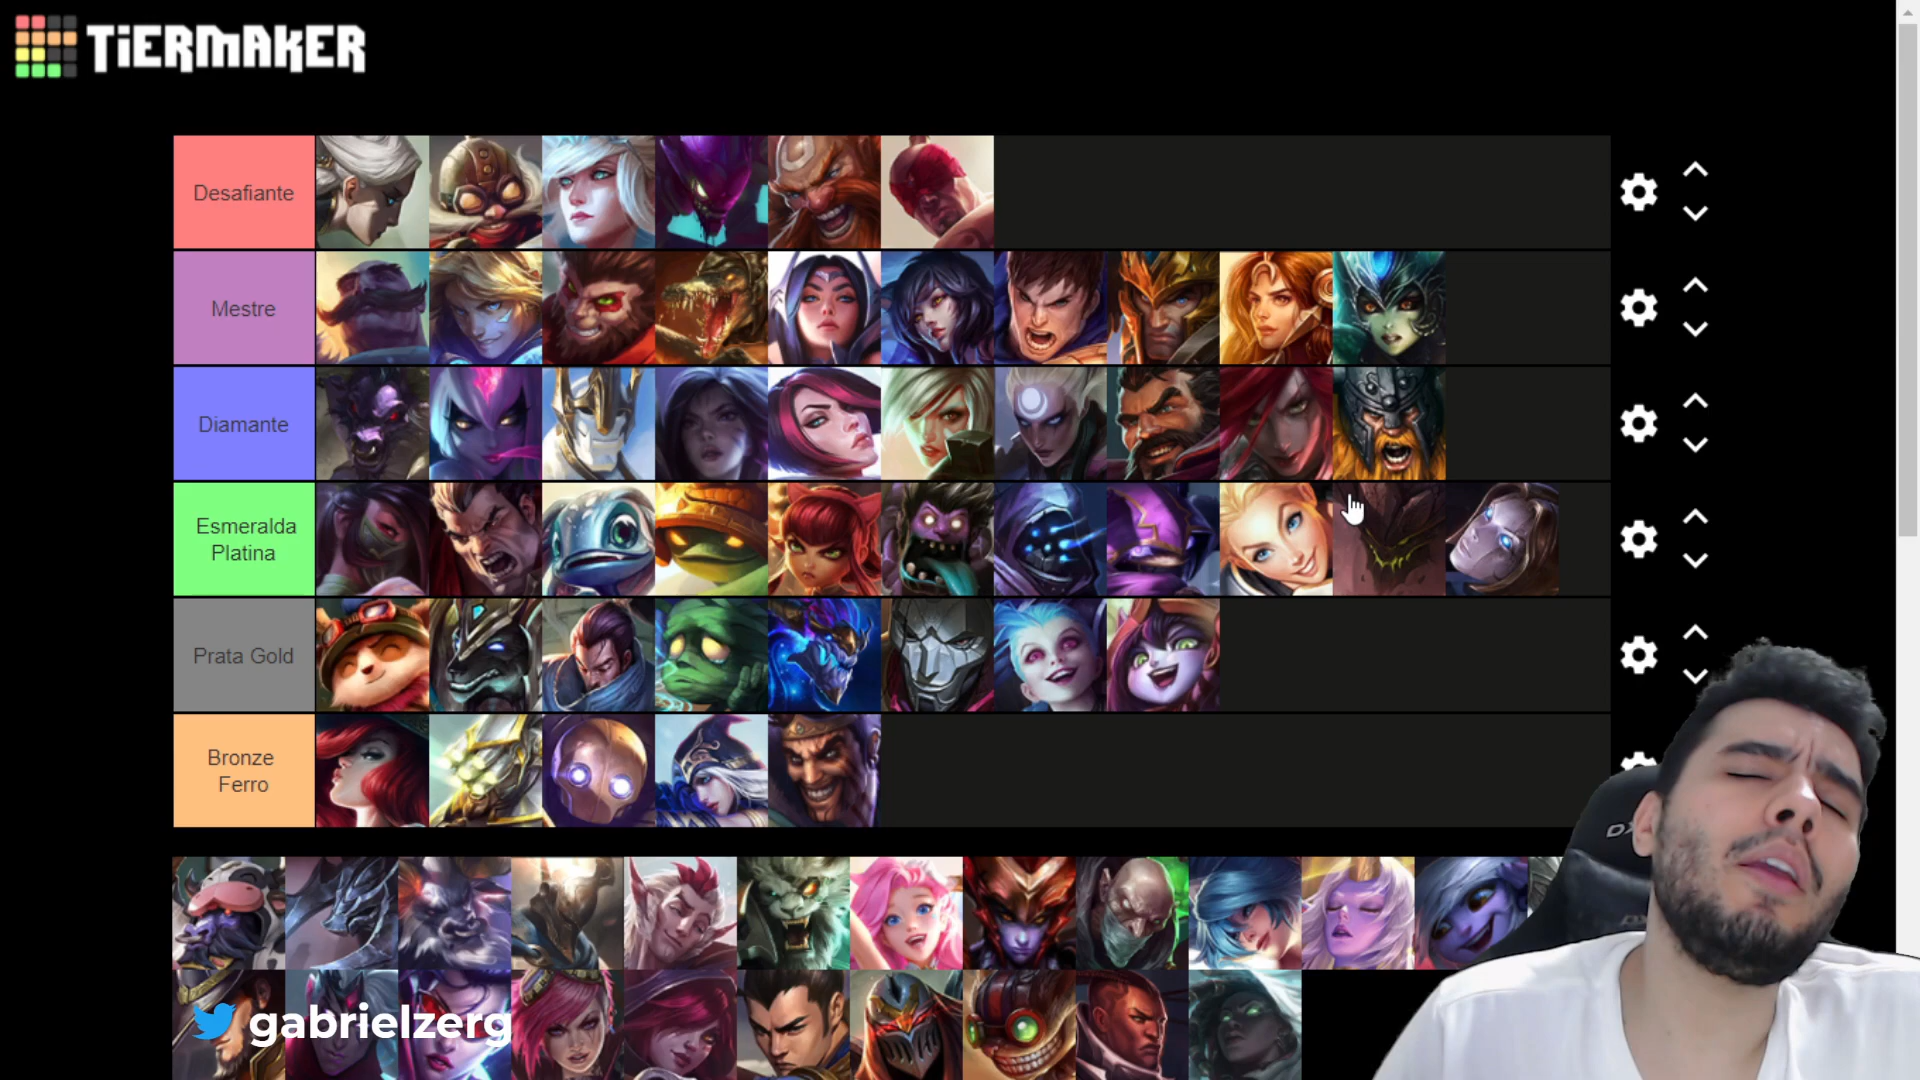 TiERMAKER
Desafiante
Mestre
Diamante
Esmeralda
Platina
Prata Gold
Bronze
Ferro
gabrielzerg